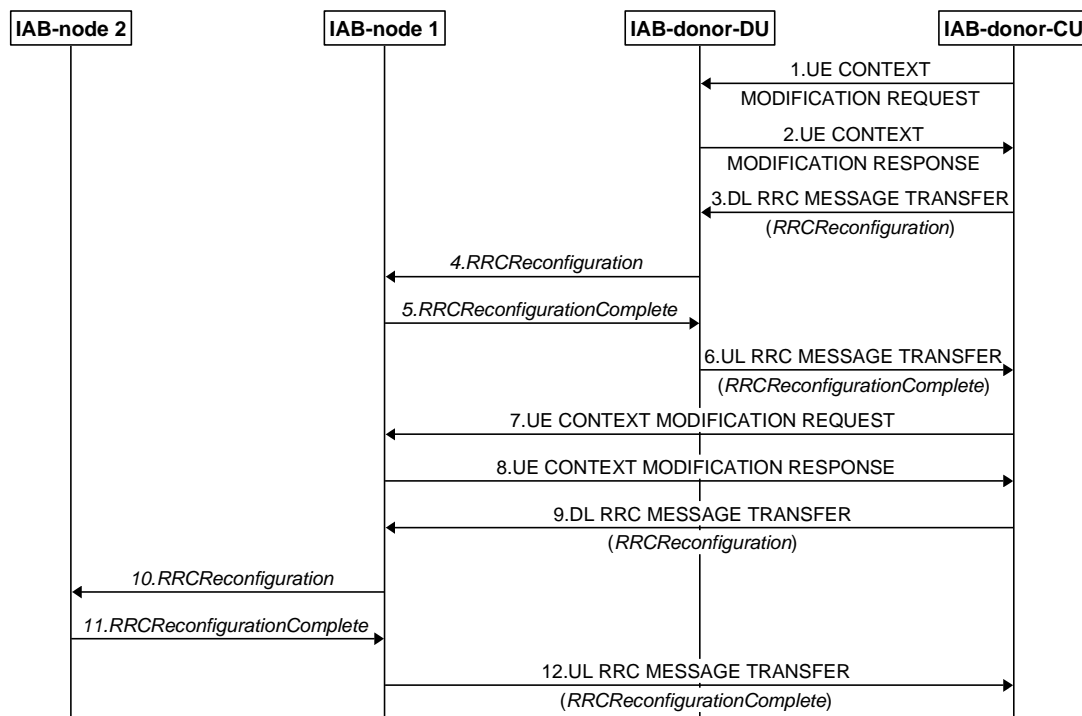 IAB-node 2
IAB-node 1
IAB-donor-DU
IAB-donor-CU
1.UE CONTEXT
MODIFICATION REQUEST
2.UE CONTEXT
MODIFICATION RESPONSE
3.DL RRC MESSAGE TRANSFER
(RRCReconfiguration)
4.RRCReconfiguration
5.RRCReconfigurationComplete
6.UL RRC MESSAGE TRANSFER
(RRCReconfigurationComplete)
7.UE CONTEXT MODIFICATION REQUEST
8.UE CONTEXT MODIFICATION RESPONSE
9.DL RRC MESSAGE TRANSFER
(RRCReconfiguration)
10.RRCReconfiguration
11.RRCReconfigurationComplete
12.UL RRC MESSAGE TRANSFER
(RRCReconfigurationComplete)